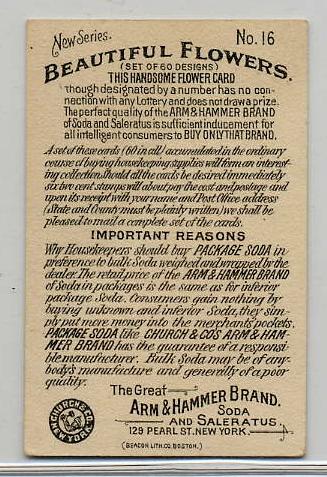 New Series. No. 16
BEAUTIFUL FLOWERS.
(SET OF 60 DESIGNS)
THIS HANDSOME FLOWER CARD
though designated by a number has no con-
nection with any Lottery and does not draw a prize.
The perfect quality of the ARM & HAMMER BRAND
of Soda and Saleratus is sufficient inducement for
all intelligent consumers to BUY ONLY THAT BRAND.
A set of these cards (60 in all) accumulated in the ordinary
course of buying housekeeping supplies will form an interest-
ing collection. Should all the cards be desired immediately
six two cent stamps will about pay the cost and postage and
upon its receipt with your name and Post Office address
(State and County must be plainly written) we shall be
pleased to mail a complete set of the cards.
IMPORTANT REASONS
Why Housekeepers should buy PACKAGE SODA in
preference to bulk Soda weighed and wrapped by the
dealer. The retail price of the ARM & HAMMER BRAND
of Soda in packages is the same as for inferior
package Soda. Consumers gain nothing by
buying unknown and inferior Soda, they sim-
ply put more money into the merchants pockets.
PACKAGE SODA like CHURCH & CO'S ARM & HAM-
MER BRAND has the guarantee of a responsi-
ble manufacturer. Bulk Soda may be of any-
body's manufacture and generally of a poor
quality.
The Great
ARM & HAMMER BRAND.
SODA
AND SALERATUS.
129 PEARL ST. NEW YORK.
CHURCH & CO.
NEW YORK
(BEACON LITH. CO. BOSTON.)